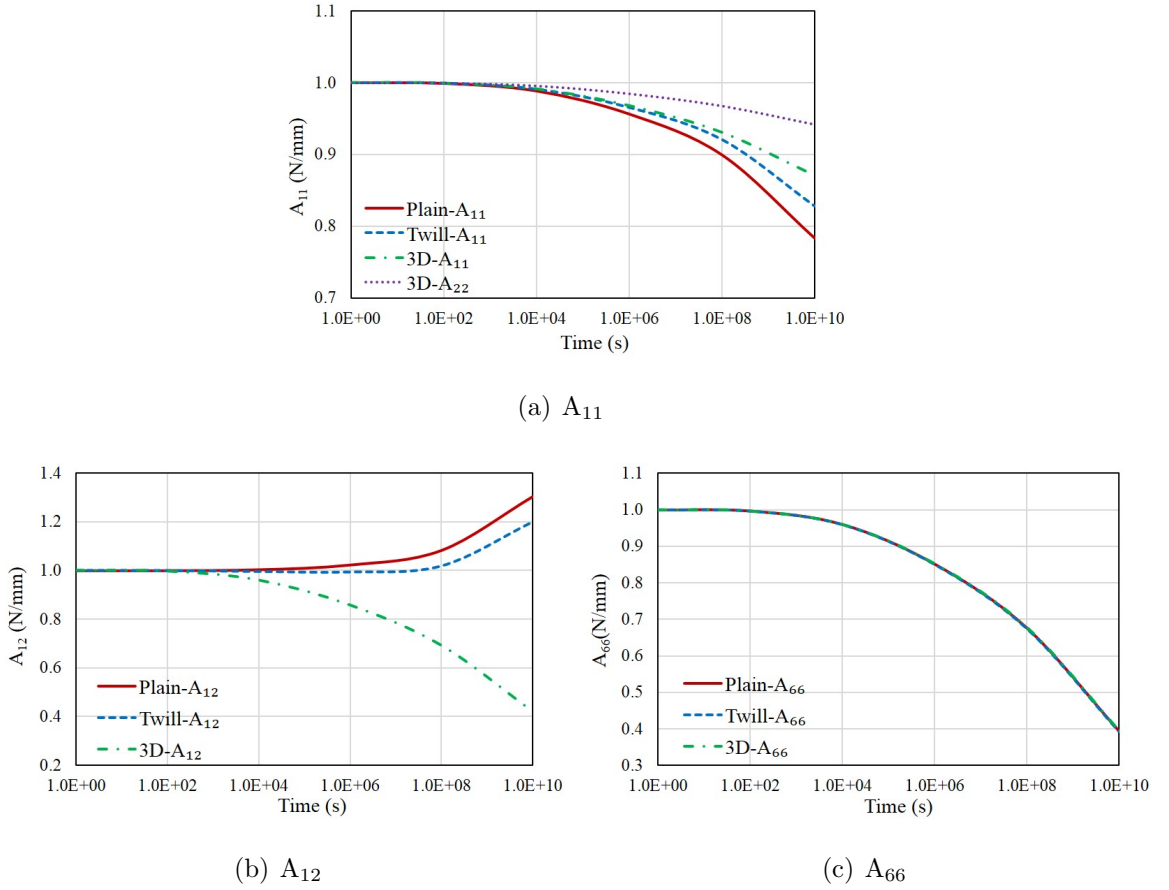 1.1
1.0
0.9
0.8
0.7
A₁₁ (N/mm)
Plain-A₁₁
Twill-A₁₁
3D-A₁₁
3D-A₂₂
1.0E+00 1.0E+02 1.0E+04 1.0E+06 1.0E+08 1.0E+10
Time (s)
(a) A₁₁
1.4
1.2
1.0
0.8
0.6
0.4
0.2
A₁₂ (N/mm)
Plain-A₁₂
Twill-A₁₂
3D-A₁₂
1.0E+00 1.0E+02 1.0E+04 1.0E+06 1.0E+08 1.0E+10
Time (s)
(b) A₁₂
1.1
1.0
0.9
0.8
0.7
0.6
0.5
0.4
0.3
A₆₆(N/mm)
Plain-A₆₆
Twill-A₆₆
3D-A₆₆
1.0E+00 1.0E+02 1.0E+04 1.0E+06 1.0E+08 1.0E+10
Time (s)
(c) A₆₆